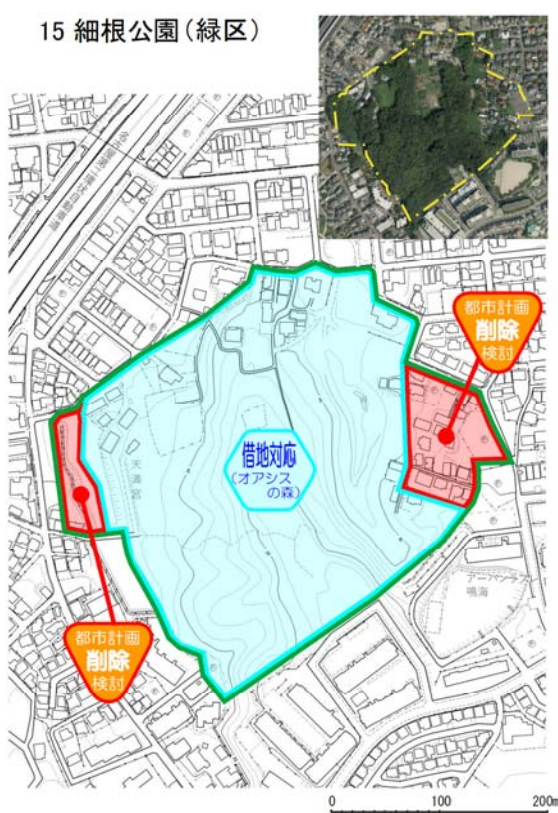 15 細根公園（緑区）
都市計画
削除
検討
借地対応
（オアシス
の森）
天満宮
アーバンラフレ
鳴海
都市計画
削除
検討
0 100 200m